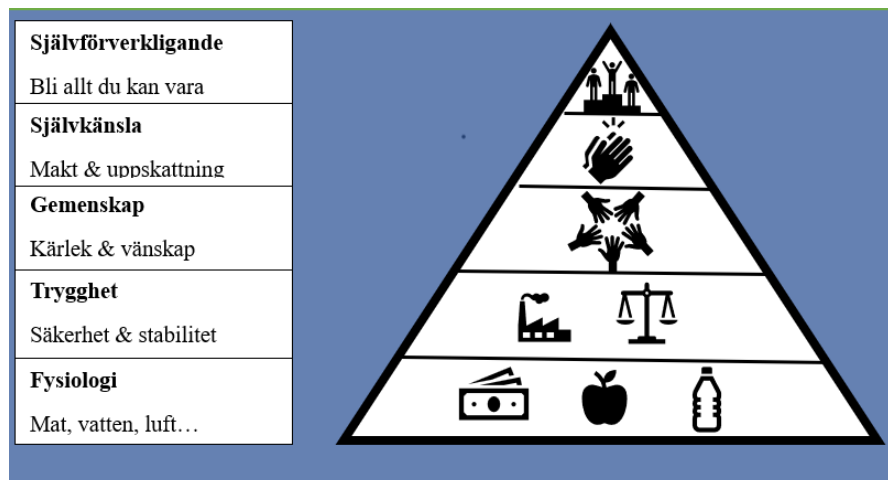 Självförverkligande
Bli allt du kan vara
Självkänsla
Makt & uppskattning
Gemenskap
Kärlek & vänskap
Trygghet
Säkerhet & stabilitet
Fysiologi
Mat, vatten, luft…